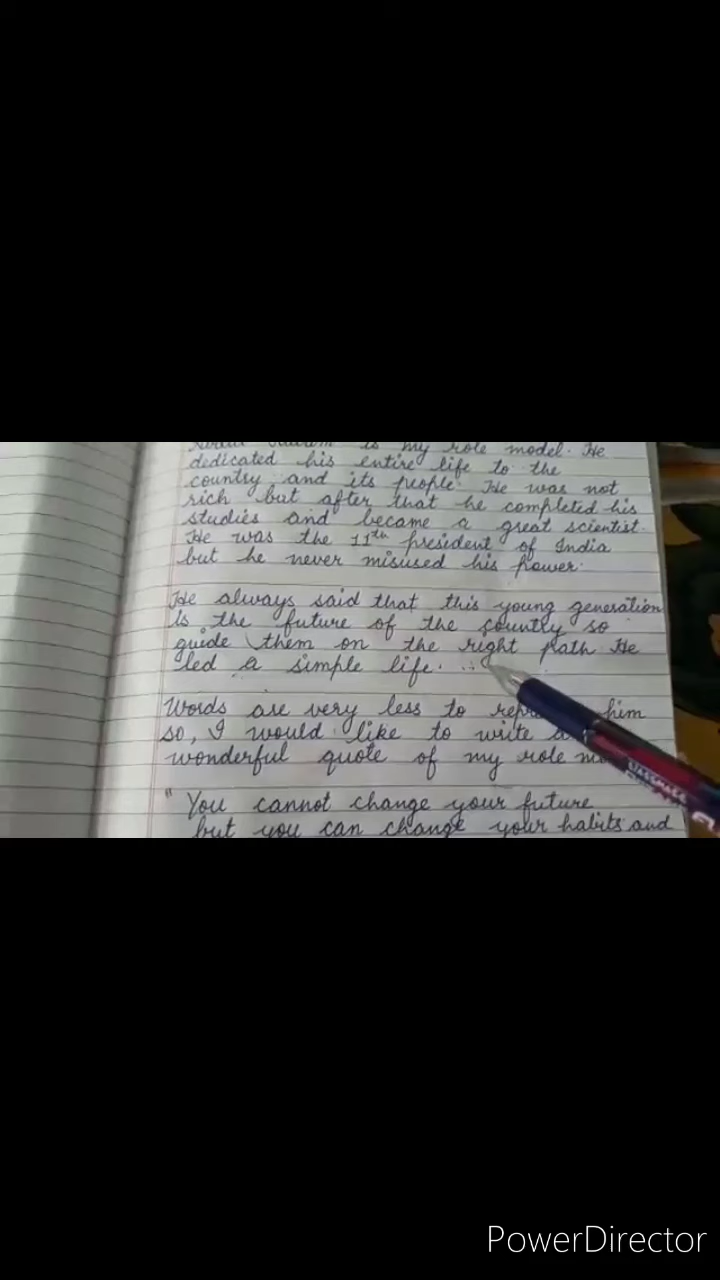 is my role model. He
dedicated his entire life to the
country and its people. He was not
rich but after that he completed his
studies and became a great scientist.
He was the 11th president of India
but he never misused his power.
He always said that this young generation
is the future of the country so
guide them on the right path He
led a simple life.
Words are very less to him
so, I would like to write a
wonderful quote of my role
" You cannot change your future
but you can change your habits and
PowerDirector